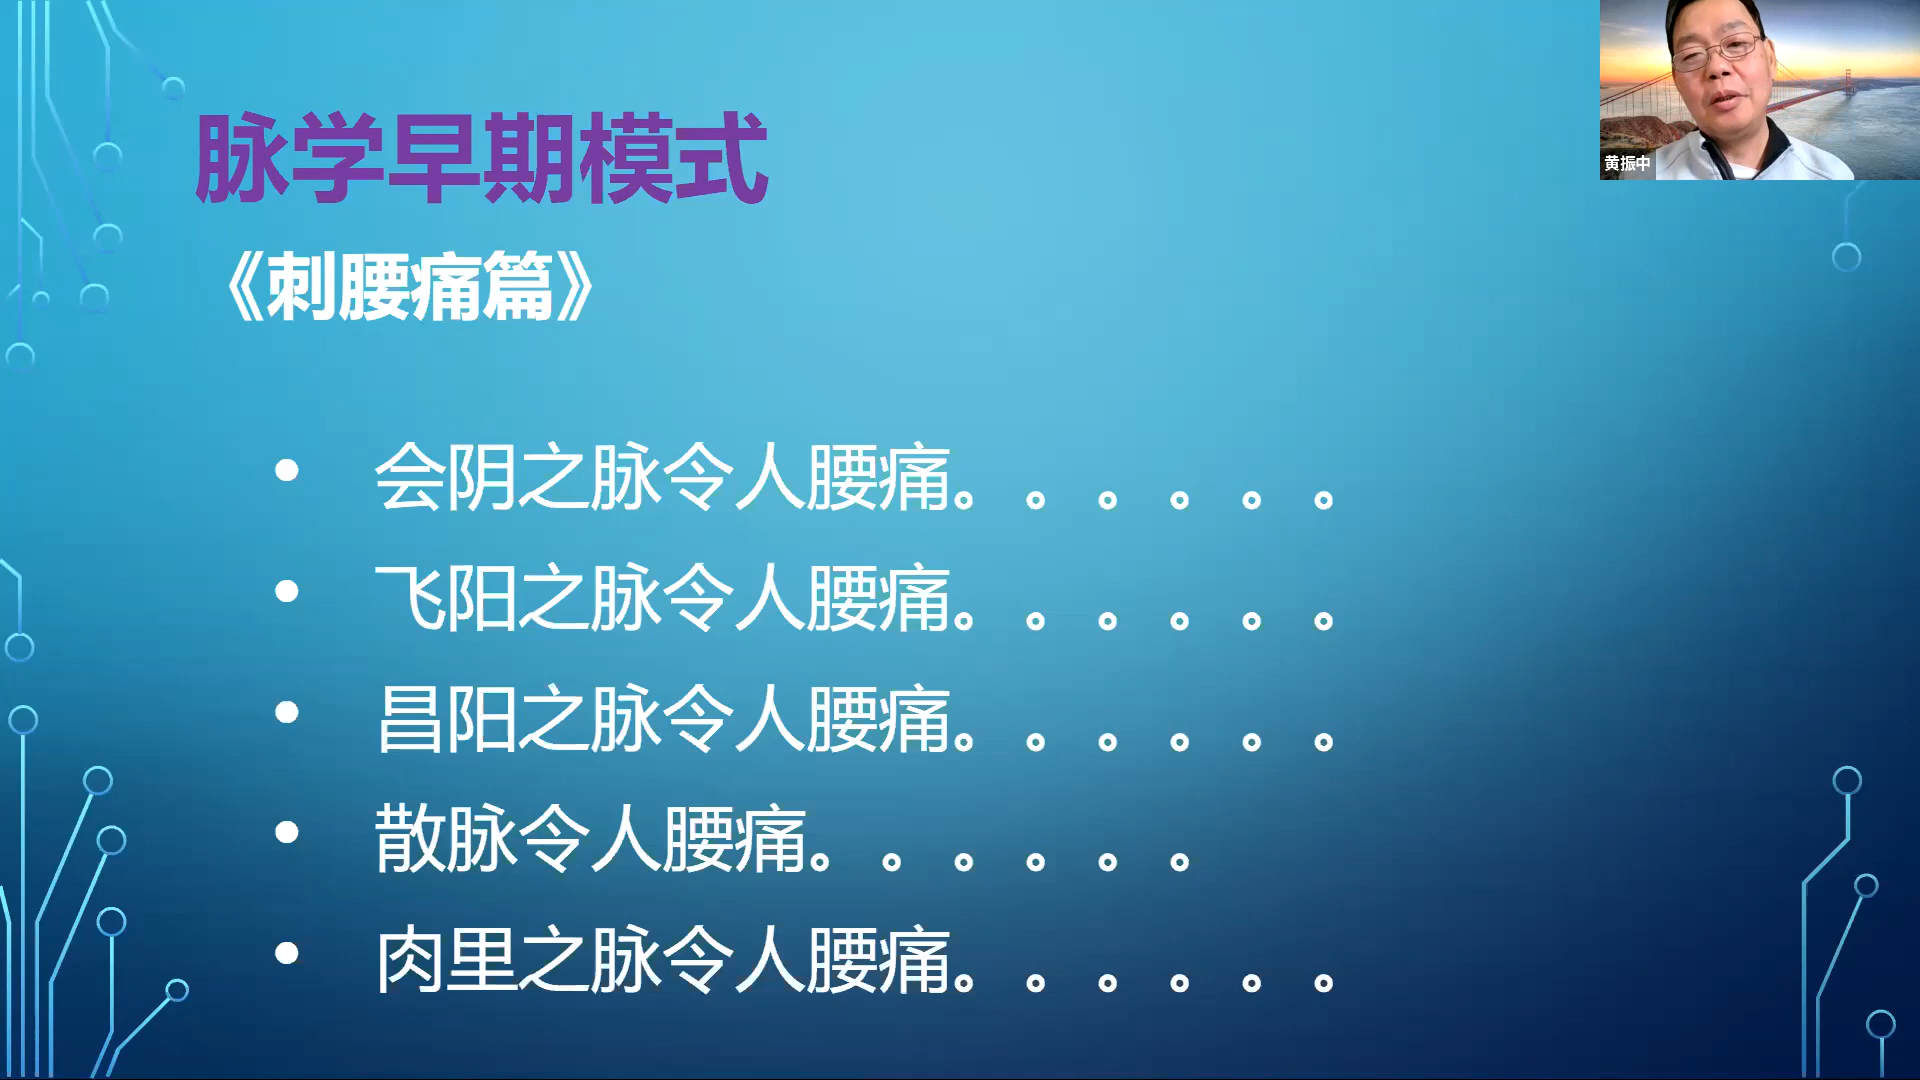 脉学早期模式
《刺腰痛篇》
• 会阴之脉令人腰痛。。。。。。
• 飞阳之脉令人腰痛。。。。。。
• 昌阳之脉令人腰痛。。。。。。
• 散脉令人腰痛。。。。。。
• 肉里之脉令人腰痛。。。。。。
黄振中